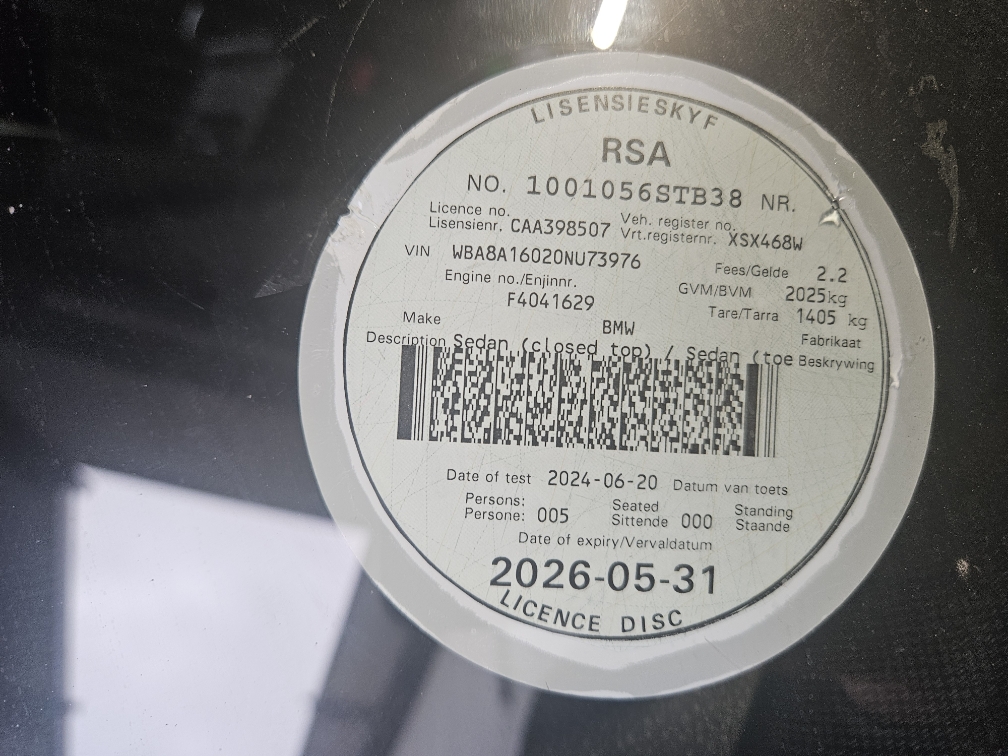 LISENSIESKYF
RSA
NO. 1001056STB38 NR.
Licence no. Veh. register no.
Lisensienr. CAA398507 Vrt.registernr. XSX468W
VIN WBA8A16020NU73976 Fees/Gelde 2.2
Engine no./Enjinnr. GVM/BVM 2025kg
F4041629 Tare/Tarra 1405 kg
Make BMW Fabrikaat
Description Sedan (closed top) / Sedan (toe Beskrywing
Date of test 2024-06-20 Datum van toets
Persons: Seated Standing
Persone: 005 Sittende 000 Staande
Date of expiry/Vervaldatum
2026-05-31
LICENCE DISC